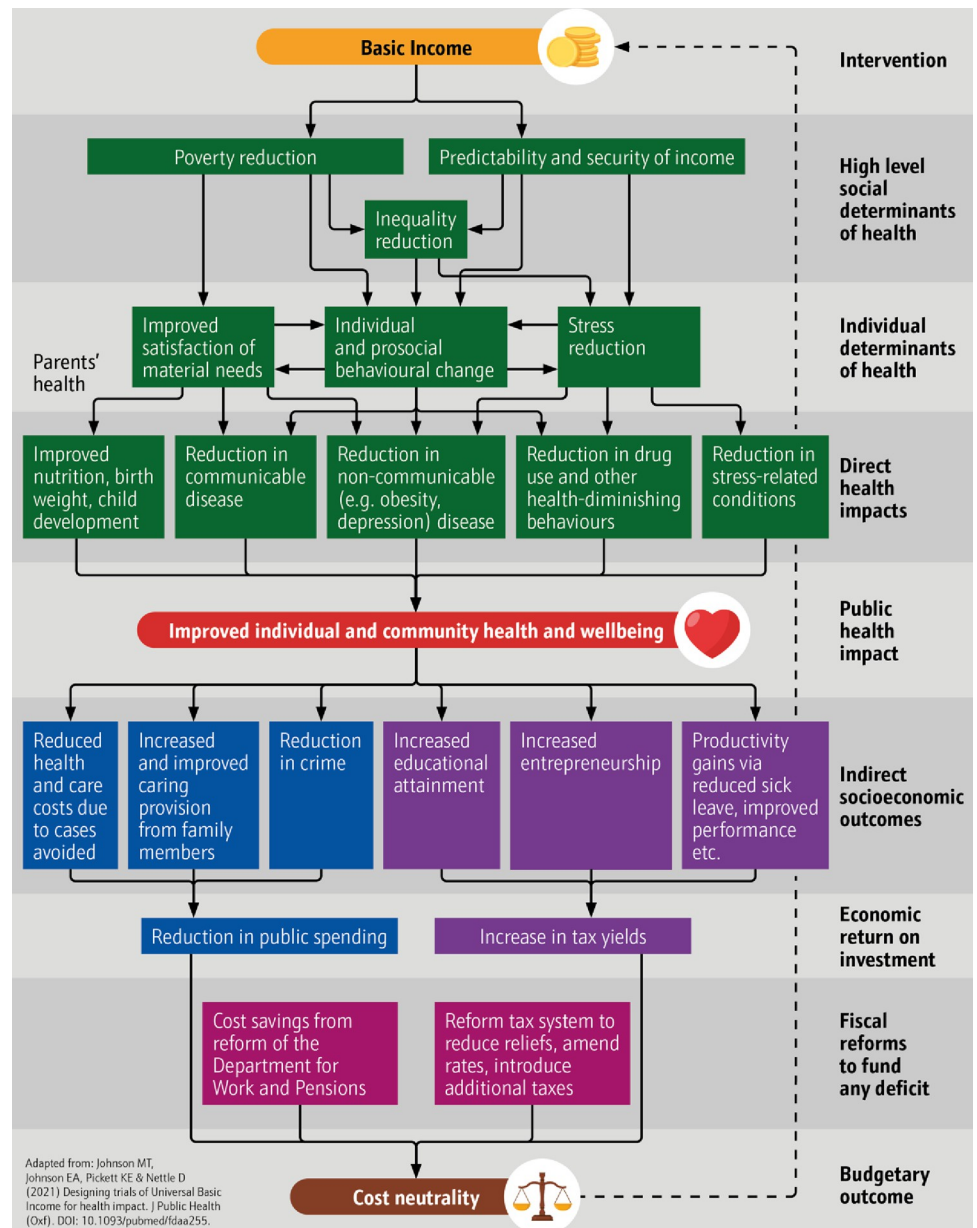 Basic Income
Intervention
Poverty reduction
Predictability and security of income
High level
social
determinants
of health
Inequality
reduction
Improved
satisfaction of
material needs
Individual
and prosocial
behavioural change
Stress
reduction
Individual
determinants
of health
Parents’
health
Improved
nutrition, birth
weight, child
development
Reduction in
communicable
disease
Reduction in
non-communicable
(e.g. obesity,
depression) disease
Reduction in drug
use and other
health-diminishing
behaviours
Reduction in
stress-related
conditions
Direct
health
impacts
Improved individual and community health and wellbeing
Public
health
impact
Reduced
health
and care
costs due
to cases
avoided
Increased
and improved
caring
provision
from family
members
Reduction
in crime
Increased
educational
attainment
Increased
entrepreneurship
Productivity
gains via
reduced sick
leave, improved
performance
etc.
Indirect
socioeconomic
outcomes
Reduction in public spending
Increase in tax yields
Economic
return on
investment
Cost savings from
reform of the
Department for
Work and Pensions
Reform tax system to
reduce reliefs, amend
rates, introduce
additional taxes
Fiscal
reforms
to fund
any deficit
Adapted from: Johnson MT,
Johnson EA, Pickett KE & Nettle D
(2021) Designing trials of Universal Basic
Income for health impact. J Public Health
(Oxf). DOI: 10.1093/pubmed/fdaa255.
Cost neutrality
Budgetary
outcome